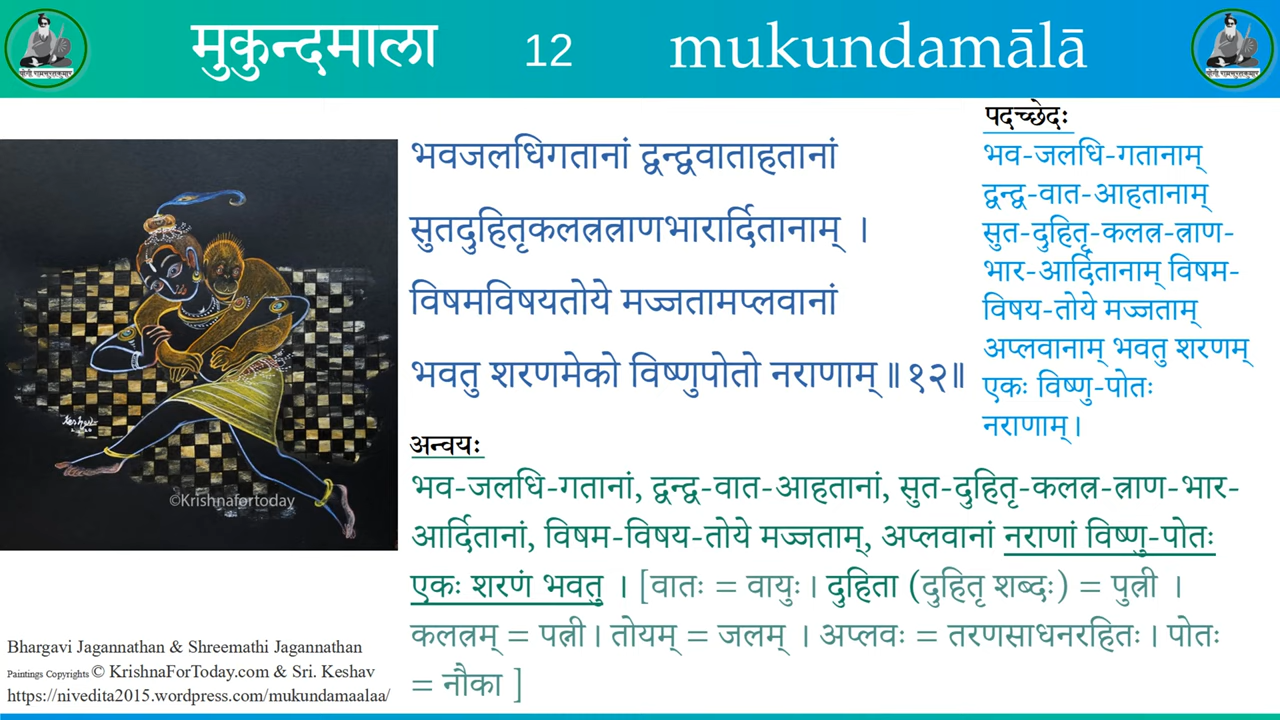 मुकुन्दमाला 12 mukundamālā
योगी रामसुरतकुमार
योगी रामसुरतकुमार
भवजलधिगतानां द्वन्द्ववाताहतानां
सुतदुहितृकलत्रत्राणभारार्दितानाम् ।
विषमविषयतोये मज्जतामप्लवानां
भवतु शरणमेको विष्णुपोतो नराणाम् ॥ १२॥
पदच्छेदः
भव-जलधि-गतानाम्
द्वन्द्व-वात-आहतानाम्
सुत-दुहितृ-कलत्र-त्राण-
भार-आर्दितानाम् विषम-
विषय-तोये मज्जताम्
अप्लवानाम् भवतु शरणम्
एकः विष्णु-पोतः
नराणाम् ।
अन्वयः
भव-जलधि-गतानां, द्वन्द्व-वात-आहतानां, सुत-दुहितृ-कलत्र-त्राण-भार-
आर्दितानां, विषम-विषय-तोये मज्जताम्, अप्लवानां नराणां विष्णु-पोतः
एकः शरणं भवतु । [वातः = वायुः । दुहिता (दुहितृ शब्दः) = पुत्री ।
कलत्रम् = पत्नी । तोयम् = जलम् । अप्लवः = तरणसाधनरहितः । पोतः
= नौका ]
©Krishnafortoday
Bhargavi Jagannathan & Shreemathi Jagannathan
Paintings Copyrights © KrishnaForToday.com & Sri. Keshav
https://nivedita2015.wordpress.com/mukundamaalaa/